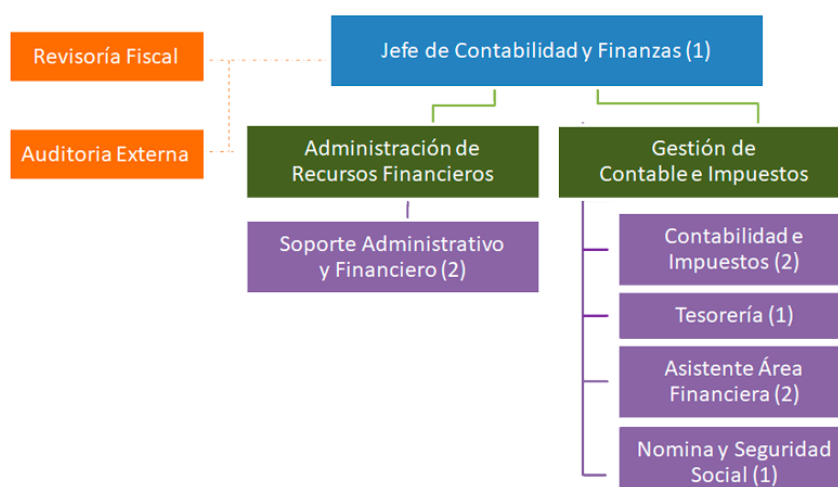 Revisoría Fiscal
Jefe de Contabilidad y Finanzas (1)
Auditoria Externa
Administración de
Recursos Financieros
Gestión de
Contable e Impuestos
Soporte Administrativo
y Financiero (2)
Contabilidad e
Impuestos (2)
Tesorería (1)
Asistente Área
Financiera (2)
Nomina y Seguridad
Social (1)